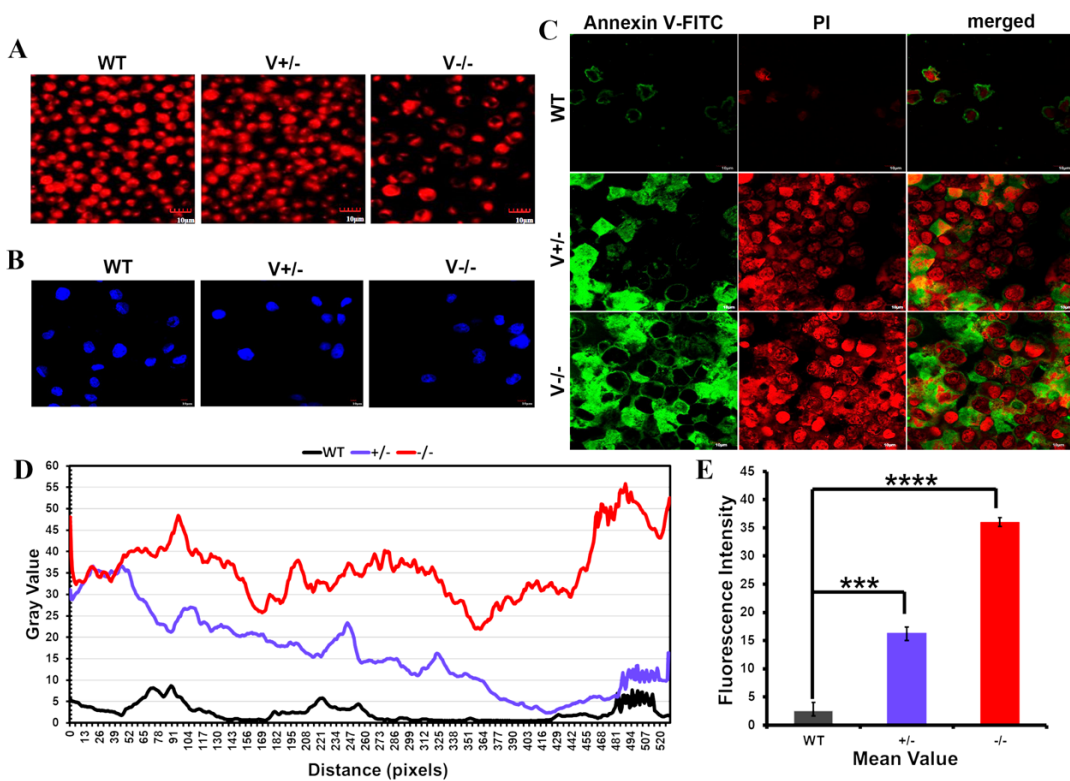 A
WT
V+/-
V-/-
10µm
10µm
10µm
B
WT
V+/-
V-/-
C
Annexin V-FITC
PI
merged
WT
V+/-
V-/-
D
WT
+/-
-/-
Gray Value
60
55
50
45
40
35
30
25
20
15
10
5
0
0 13 26 39 52 65 78 91 104 117 130 143 156 169 182 195 208 221 234 247 260 273 286 299 312 325 338 351 364 377 390 403 416 429 442 455 468 481 494 507 520
Distance (pixels)
E
Fluorescence Intensity
45
40
35
30
25
20
15
10
5
0
****
***
WT
+/-
-/-
Mean Value